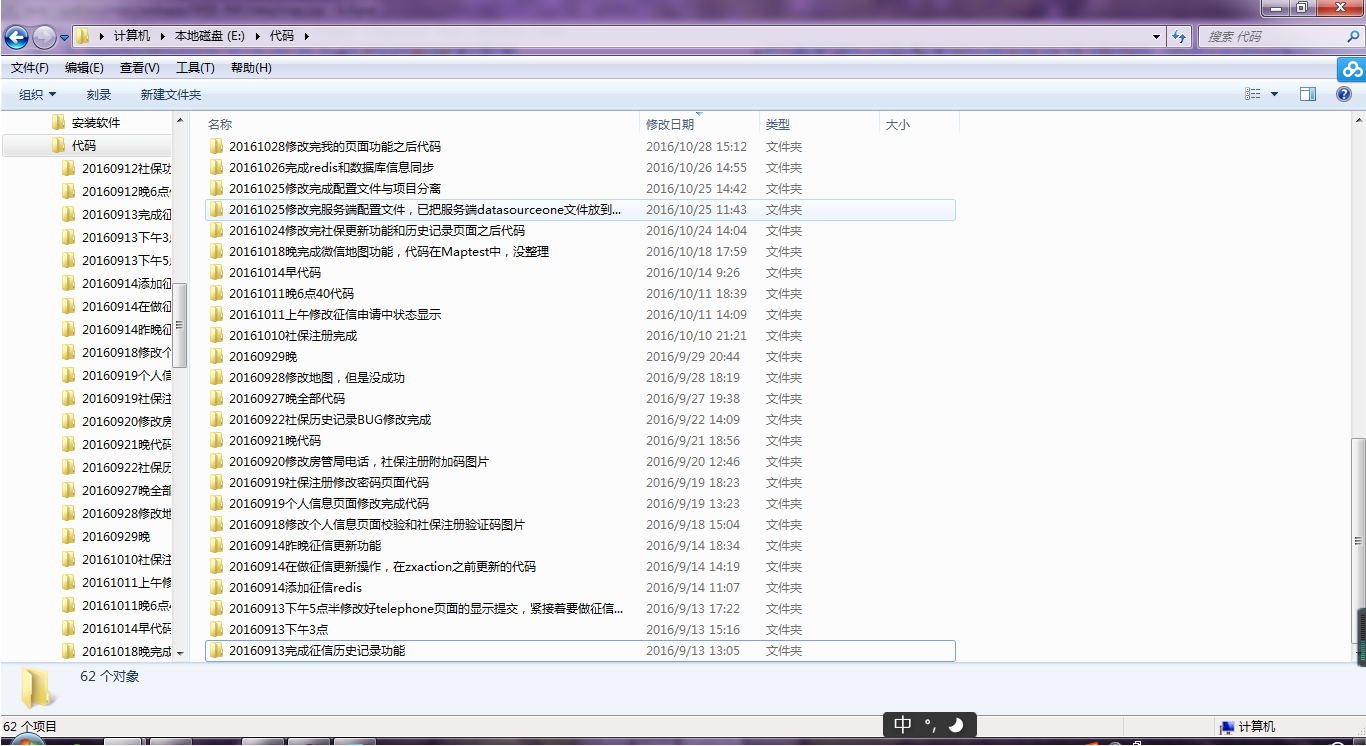 计算机 ▸ 本地磁盘 (E:) ▸ 代码 ▸
搜索 代码
文件(F) 编辑(E) 查看(V) 工具(T) 帮助(H)
组织 刻录 新建文件夹
安装软件
代码
20160912社保功
20160912晚6点
20160913完成征
20160913下午3
20160913下午5
20160914添加征
20160914在做征
20160914昨晚征
20160918修改个
20160919个人信
20160919社保注
20160920修改房
20160921晚代码
20160922社保历
20160927晚全部
20160928修改地
20160929晚
20161010社保注
20161011上午修
20161011晚6点4
20161014早代码
20161018晚完成
名称 修改日期 类型 大小
20161028修改完我的页面功能之后代码 2016/10/28 15:12 文件夹
20161026完成redis和数据库信息同步 2016/10/26 14:55 文件夹
20161025修改完成配置文件与项目分离 2016/10/25 14:42 文件夹
20161025修改完服务端配置文件，已把服务端datasourceone文件放到... 2016/10/25 11:43 文件夹
20161024修改完社保更新功能和历史记录页面之后代码 2016/10/24 14:04 文件夹
20161018晚完成微信地图功能，代码在Maptest中，没整理 2016/10/18 17:59 文件夹
20161014早代码 2016/10/14 9:26 文件夹
20161011晚6点40代码 2016/10/11 18:39 文件夹
20161011上午修改征信申请中状态显示 2016/10/11 14:09 文件夹
20161010社保注册完成 2016/10/10 21:21 文件夹
20160929晚 2016/9/29 20:44 文件夹
20160928修改地图，但是没成功 2016/9/28 18:19 文件夹
20160927晚全部代码 2016/9/27 19:38 文件夹
20160922社保历史记录BUG修改完成 2016/9/22 14:09 文件夹
20160921晚代码 2016/9/21 18:56 文件夹
20160920修改房管局电话，社保注册附加码图片 2016/9/20 12:46 文件夹
20160919社保注册修改密码页面代码 2016/9/19 18:23 文件夹
20160919个人信息页面修改完成代码 2016/9/19 13:23 文件夹
20160918修改个人信息页面校验和社保注册验证码图片 2016/9/18 15:04 文件夹
20160914昨晚征信更新功能 2016/9/14 18:34 文件夹
20160914在做征信更新操作，在zxaction之前更新的代码 2016/9/14 14:19 文件夹
20160914添加征信redis 2016/9/14 11:07 文件夹
20160913下午5点半修改好telephone页面的显示提交，紧接着要做征信... 2016/9/13 17:22 文件夹
20160913下午3点 2016/9/13 15:16 文件夹
20160913完成征信历史记录功能 2016/9/13 13:05 文件夹
62 个对象
62 个项目
中 °,
计算机